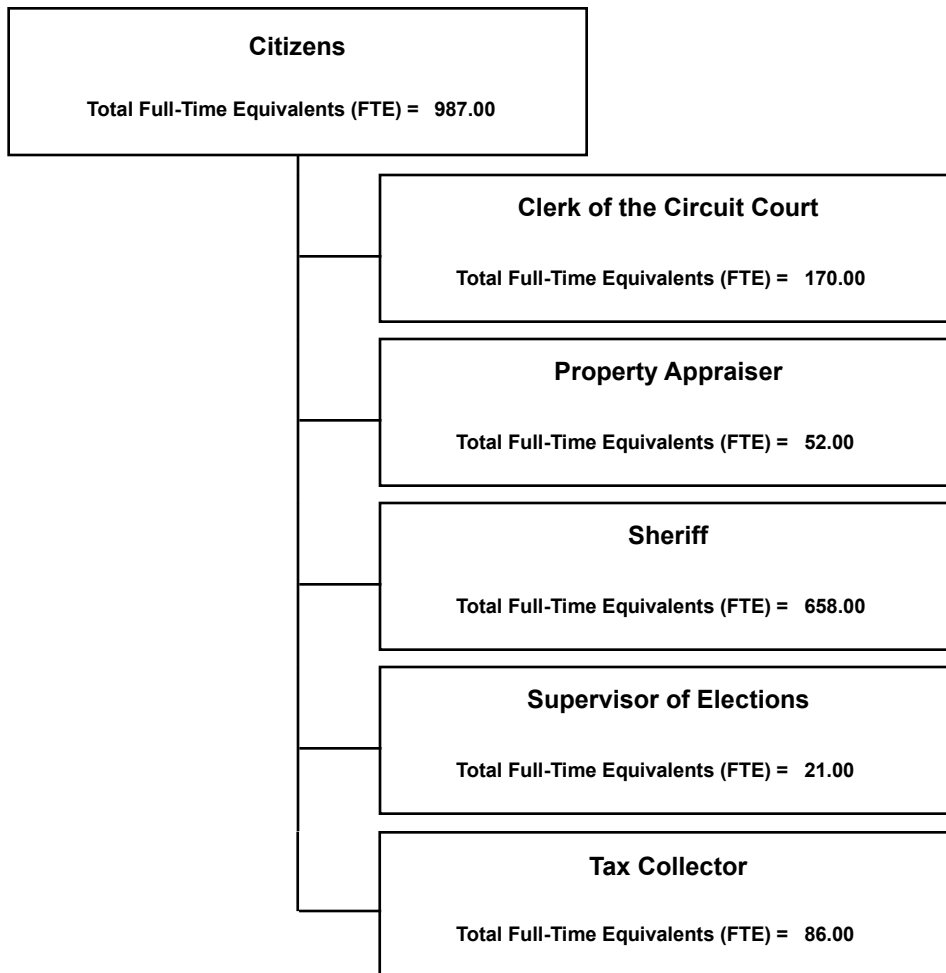 Citizens
Total Full-Time Equivalents (FTE) = 987.00
Clerk of the Circuit Court
Total Full-Time Equivalents (FTE) = 170.00
Property Appraiser
Total Full-Time Equivalents (FTE) = 52.00
Sheriff
Total Full-Time Equivalents (FTE) = 658.00
Supervisor of Elections
Total Full-Time Equivalents (FTE) = 21.00
Tax Collector
Total Full-Time Equivalents (FTE) = 86.00